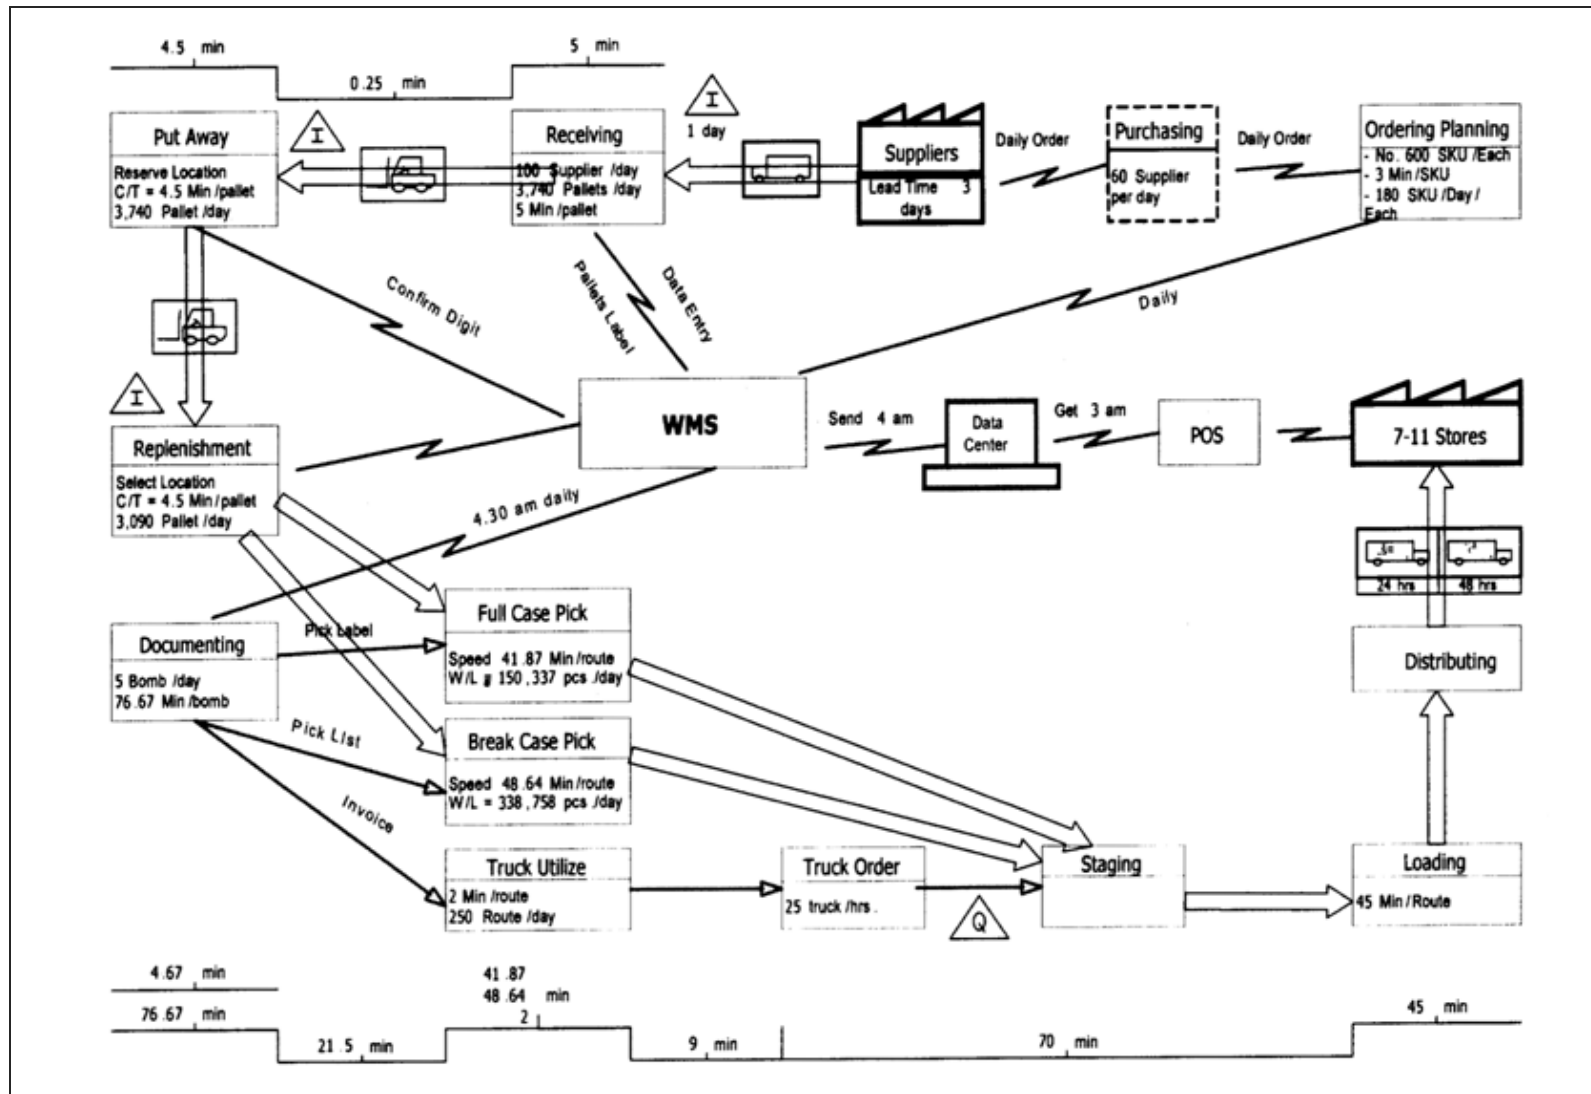 4.5 min
0.25 min
5 min
I
I
1 day
Put Away
Reserve Location
C/T = 4.5 Min/pallet
3,740 Pallet /day
Receiving
100 Supplier /day
3,740 Pallets /day
5 Min/pallet
Suppliers
Lead Time 3
days
Daily Order
Purchasing
60 Supplier
per day
Daily Order
Ordering Planning
- No. 600 SKU /Each
- 3 Min /SKU
- 180 SKU /Day /
Each
Confirm Digit
Pallets Label
Data Entry
Daily
I
Replenishment
Select Location
C/T = 4.5 Min/pallet
3,090 Pallet /day
WMS
Send 4 am
Data
Center
Get 3 am
POS
7-11 Stores
4.30 am daily
24 hrs
48 hrs
Documenting
5 Bomb /day
76.67 Min /bomb
Pick Label
Pick List
Invoice
Full Case Pick
Speed 41.87 Min/route
W/L = 150,337 pcs ./day
Break Case Pick
Speed 48.64 Min/route
W/L = 338,758 pcs ./day
Distributing
Truck Utilize
2 Min /route
250 Route /day
Truck Order
25 truck /hrs .
Q
Staging
Loading
45 Min / Route
4.67 min
76.67 min
21.5 min
41.87
48.64 min
2
9 min
70 min
45 min